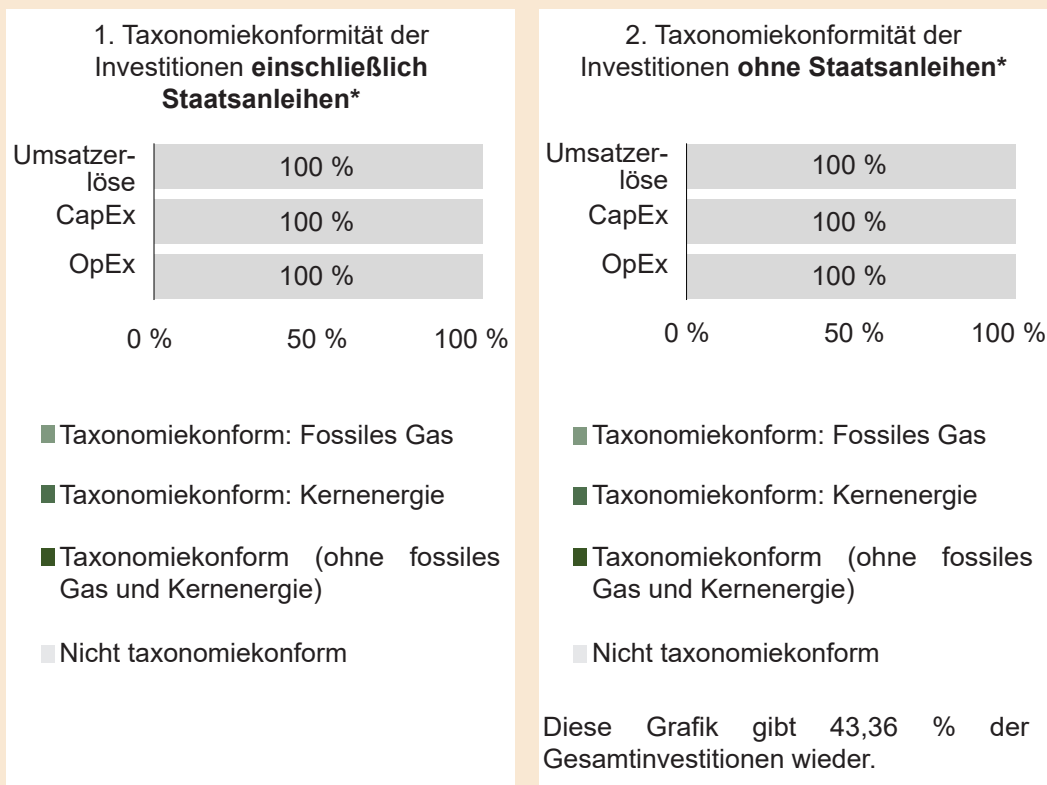 1. Taxonomiekonformität der
Investitionen einschließlich
Staatsanleihen*
Umsatzer-
löse
100 %
CapEx
100 %
OpEx
100 %
0 % 50 % 100 %
Taxonomiekonform: Fossiles Gas
Taxonomiekonform: Kernenergie
Taxonomiekonform (ohne fossiles
Gas und Kernenergie)
Nicht taxonomiekonform
2. Taxonomiekonformität der
Investitionen ohne Staatsanleihen*
Umsatzer-
löse
100 %
CapEx
100 %
OpEx
100 %
0 % 50 % 100 %
Taxonomiekonform: Fossiles Gas
Taxonomiekonform: Kernenergie
Taxonomiekonform (ohne fossiles
Gas und Kernenergie)
Nicht taxonomiekonform
Diese Grafik gibt 43,36 % der
Gesamtinvestitionen wieder.